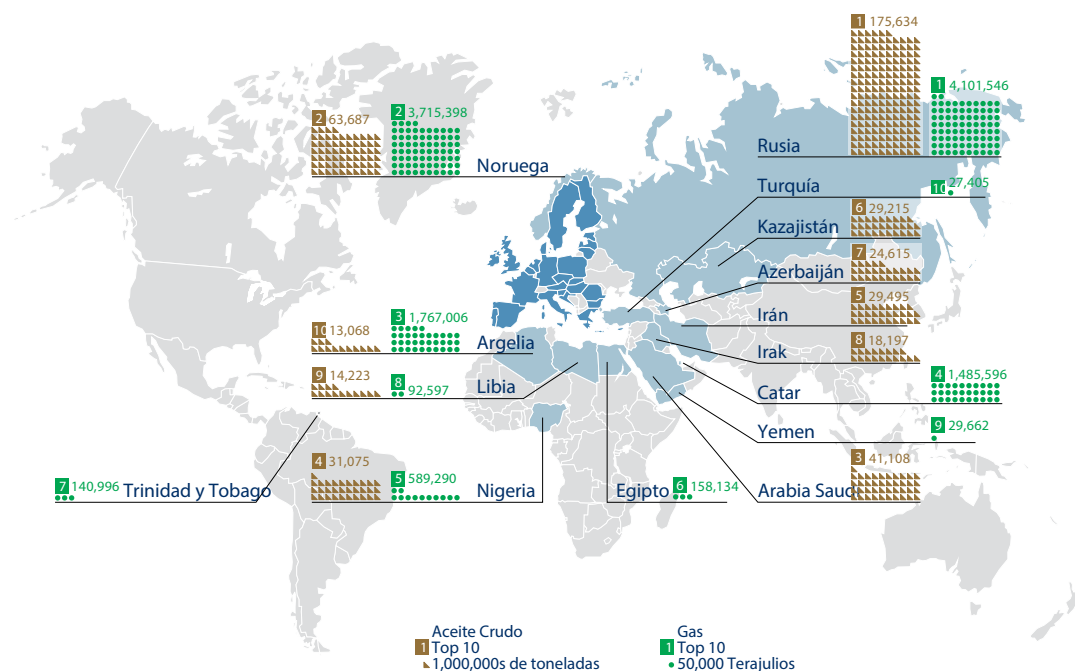 1 175,634
1 4,101,546
Rusia
2 63,687
2 3,715,398
Noruega
Turquía
10 27,405
6 29,215
Kazajistán
7 24,615
Azerbaiján
5 29,495
Irán
8 18,197
Irak
10 13,068
3 1,767,006
Argelia
9 14,223
8 92,597
Libia
4 1,485,596
Catar
9 29,662
Yemen
3 41,108
Arabia Saudi
4 31,075
5 589,290
Nigeria
Egipto
6 158,134
7 140,996
Trinidad y Tobago
Aceite Crudo
1 Top 10
1,000,000s de toneladas
Gas
1 Top 10
50,000 Terajulios